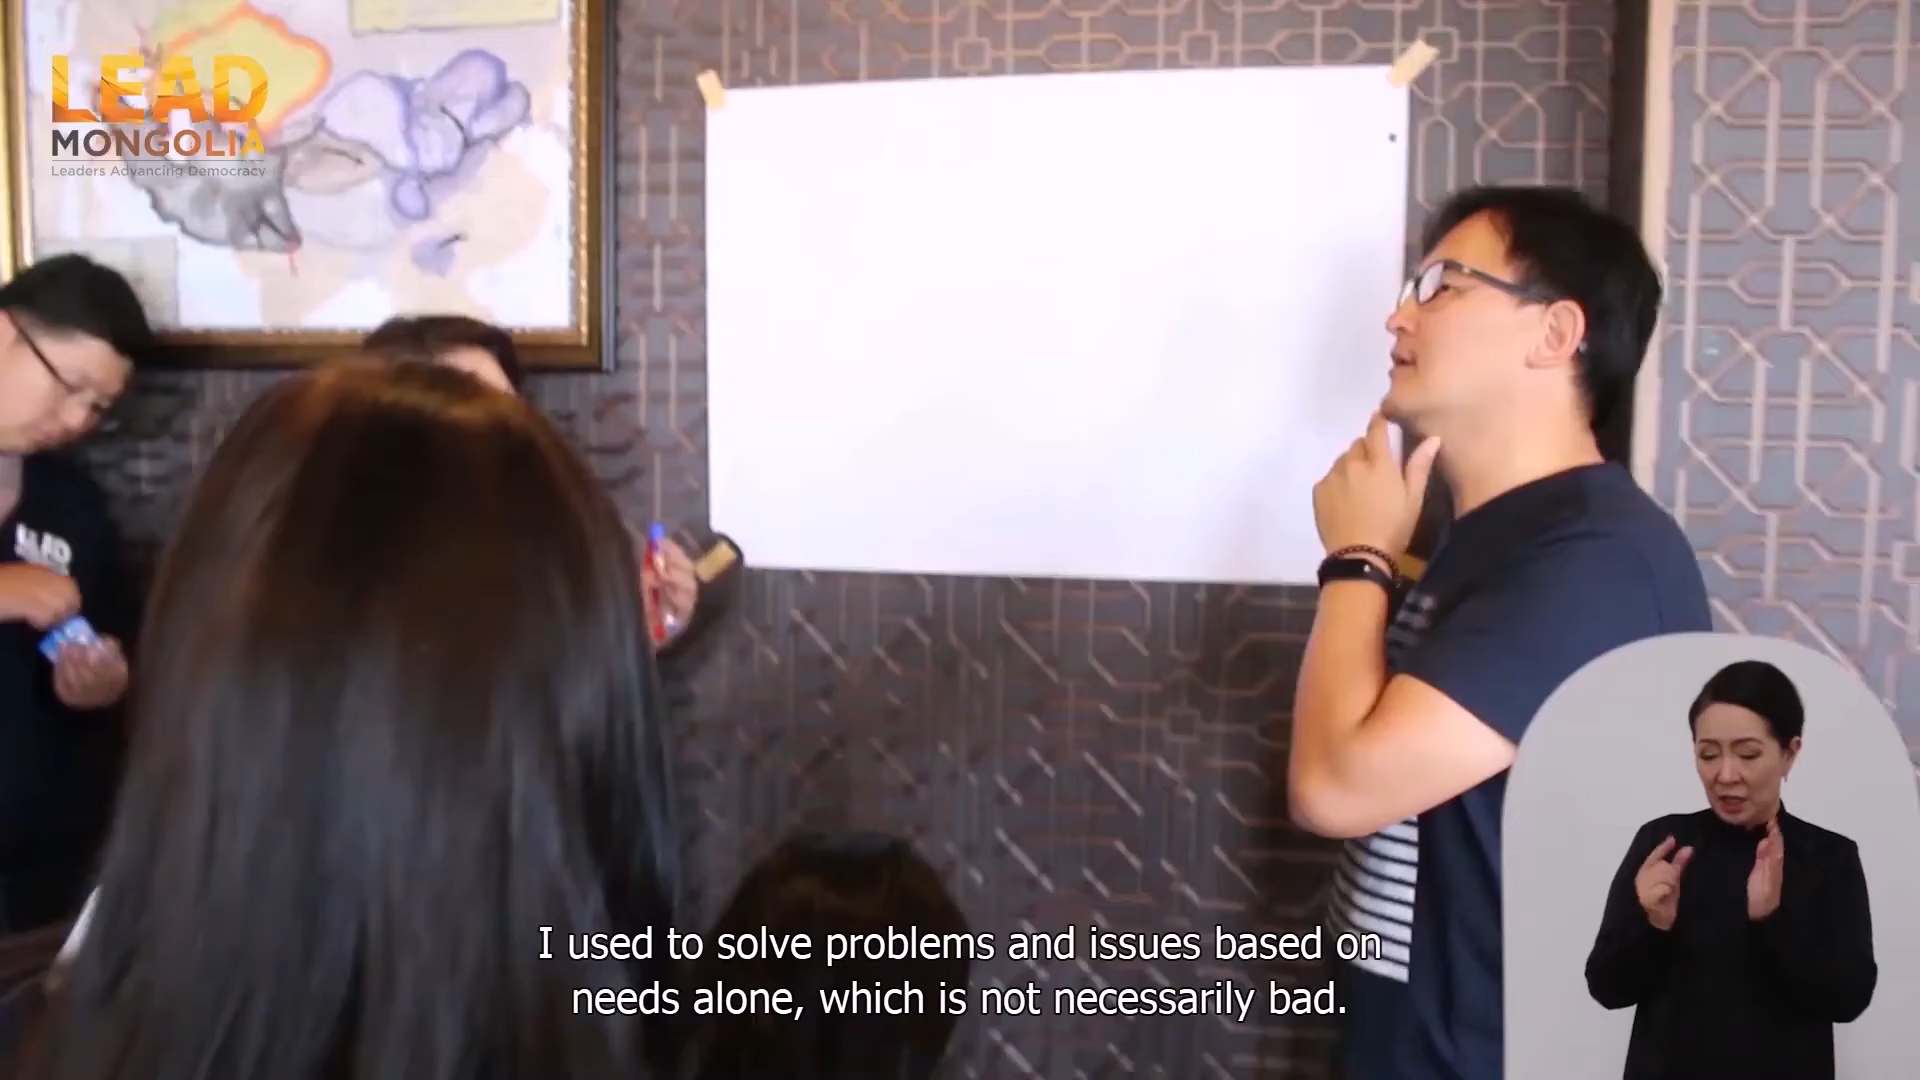 LEAD
MONGOLIA
Leaders Advancing Democracy
LEAD
I used to solve problems and issues based on
needs alone, which is not necessarily bad.